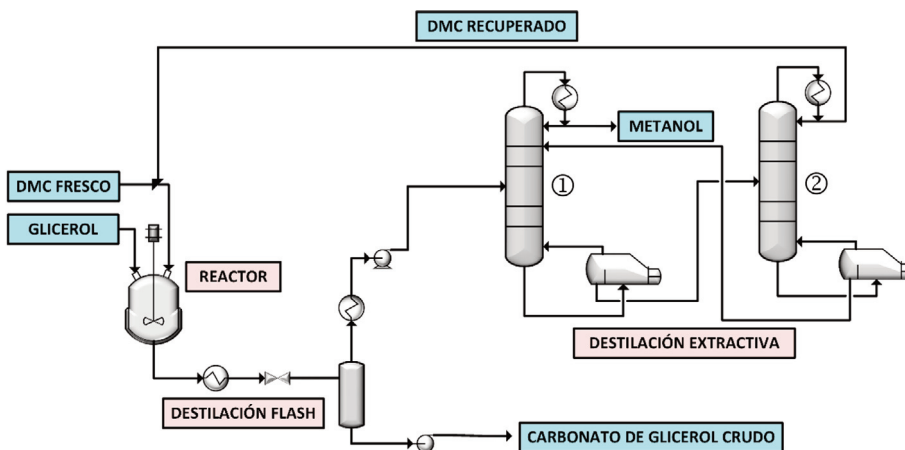 DMC RECUPERADO
METANOL
①
②
DMC FRESCO
GLICEROL
REACTOR
DESTILACIÓN EXTRACTIVA
DESTILACIÓN FLASH
CARBONATO DE GLICEROL CRUDO